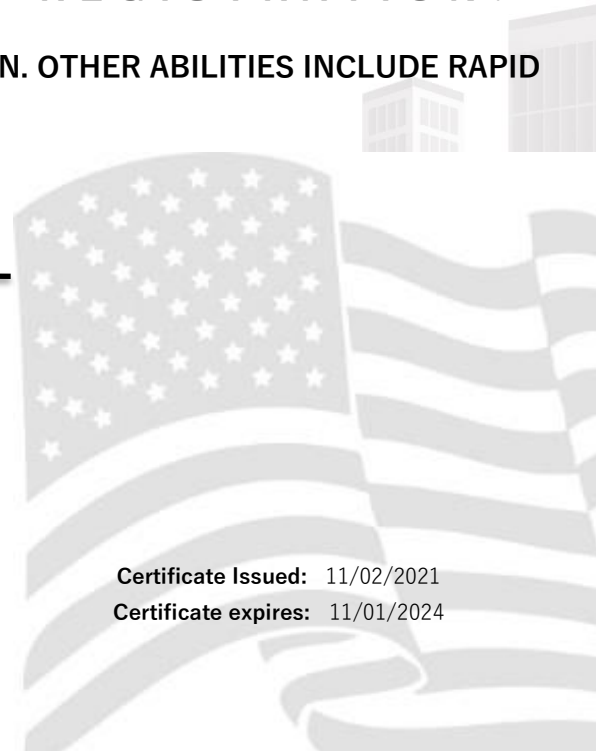 N. OTHER ABILITIES INCLUDE RAPID
Certificate Issued: 11/02/2021
Certificate expires: 11/01/2024